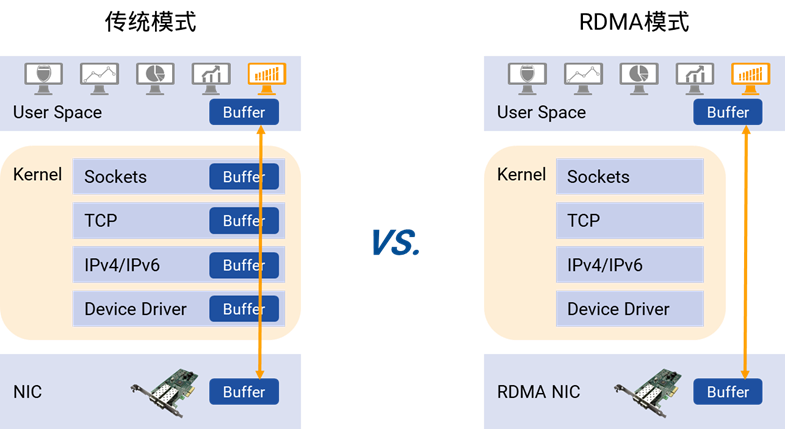 传统模式
User Space
Buffer
Kernel
Sockets
Buffer
TCP
Buffer
IPv4/IPv6
Buffer
Device Driver
Buffer
NIC
Buffer
VS.
RDMA模式
User Space
Buffer
Kernel
Sockets
TCP
IPv4/IPv6
Device Driver
RDMA NIC
Buffer